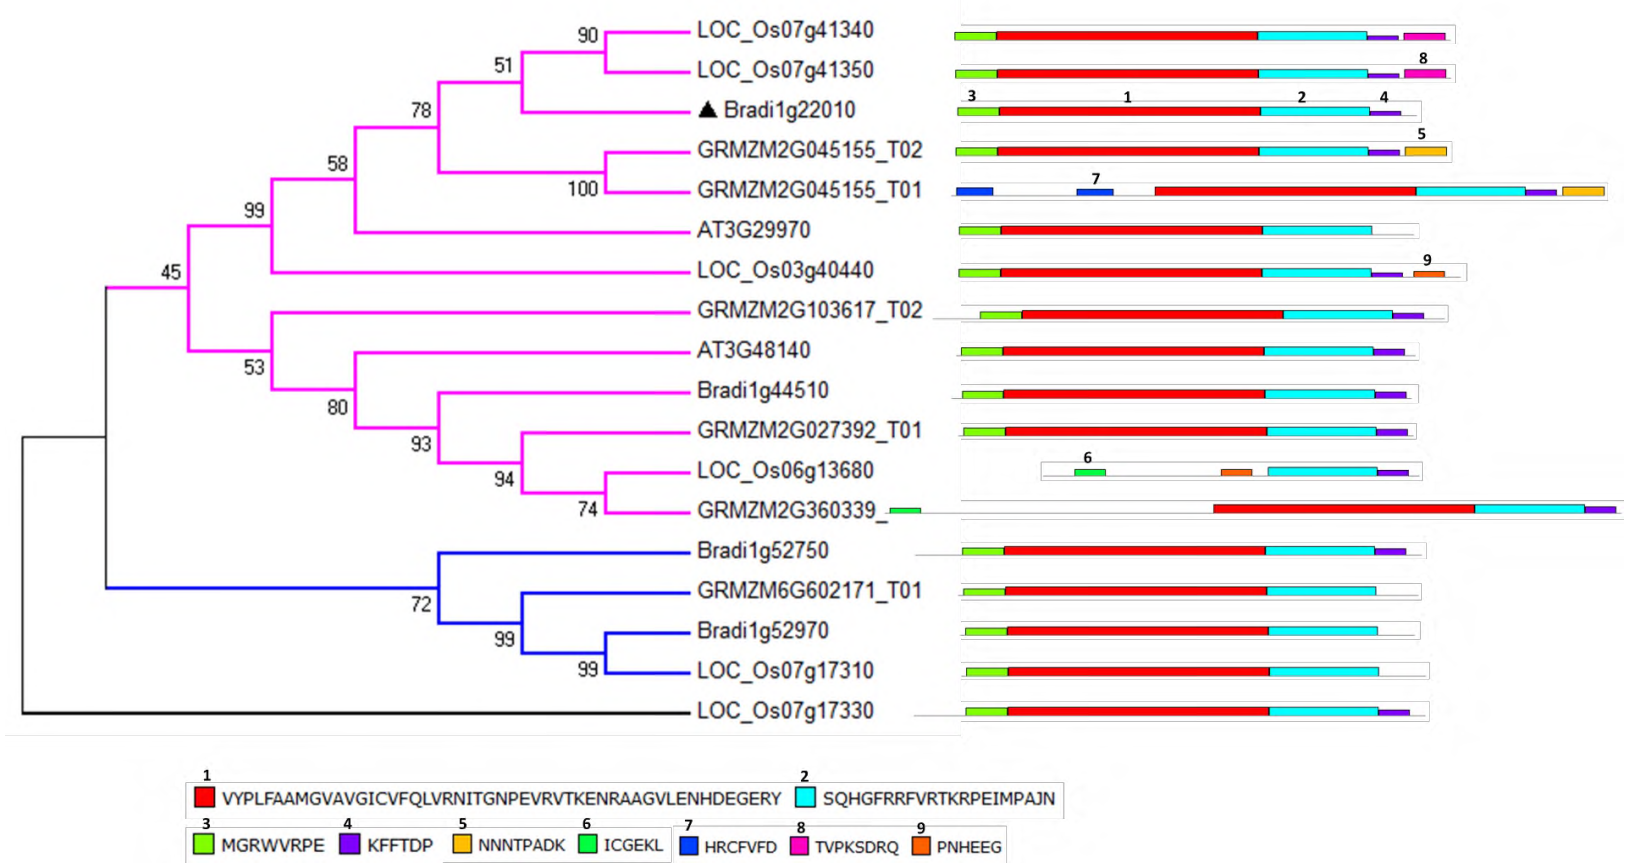 90 LOC_Os07g41340
51 LOC_Os07g41350 8
78 ▲ Bradi1g22010 3 1 2 4
58 GRMZM2G045155_T02 5
100 GRMZM2G045155_T01 7
99 AT3G29970
45 LOC_Os03g40440 9
GRMZM2G103617_T02
53 AT3G48140
80 Bradi1g44510
93 GRMZM2G027392_T01
94 LOC_Os06g13680 6
74 GRMZM2G360339_
Bradi1g52750
72 GRMZM6G602171_T01
99 Bradi1g52970
99 LOC_Os07g17310
LOC_Os07g17330
1 2
VYPLFAAMGVAVGICVFQLVRNITGNPEVRVTKENRAAGVLENHDEGERY SQHGFRRFVRTKRPEIMPAJN
3 4 5 6 7 8 9
MGRWVRPE KFFTDP NNNTPADK ICGEKL HRCFVFD TVPKSDRQ PNHEEG